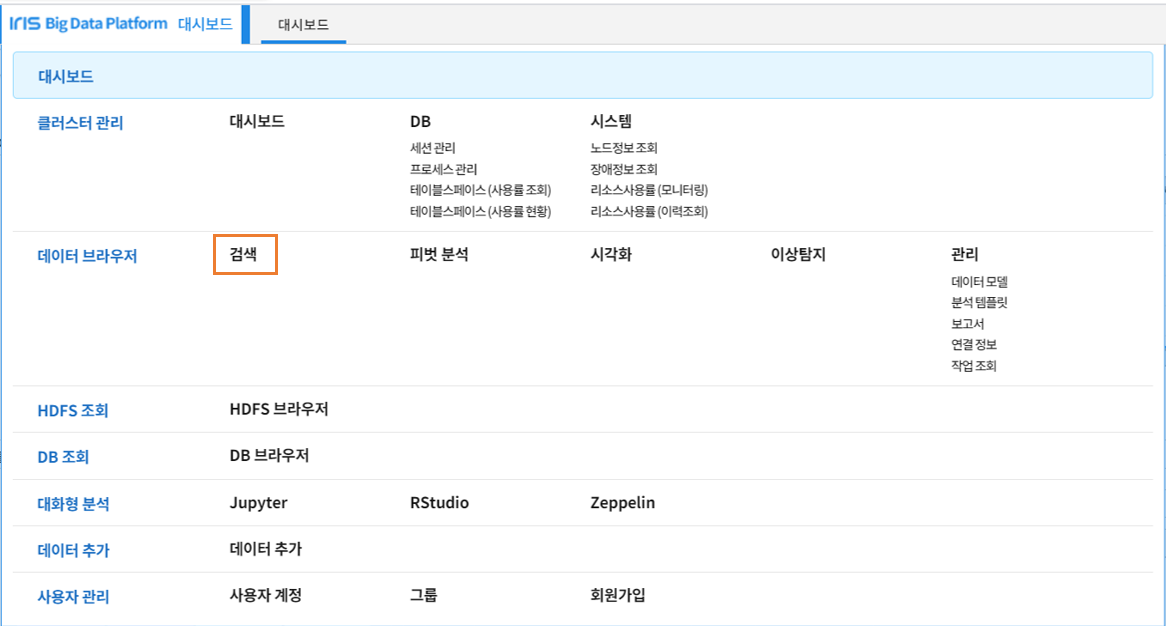 IRIS Big Data Platform 대시보드 대시보드
대시보드
클러스터 관리 대시보드 DB 시스템
세션 관리 노드정보 조회
프로세스 관리 장애정보 조회
테이블스페이스 (사용률 조회) 리소스사용률 (모니터링)
테이블스페이스 (사용률 현황) 리소스사용률 (이력조회)
데이터 브라우저 검색 피벗 분석 시각화 이상탐지 관리
데이터 모델
분석 템플릿
보고서
연결 정보
작업 조회
HDFS 조회 HDFS 브라우저
DB 조회 DB 브라우저
대화형 분석 Jupyter RStudio Zeppelin
데이터 추가 데이터 추가
사용자 관리 사용자 계정 그룹 회원가입